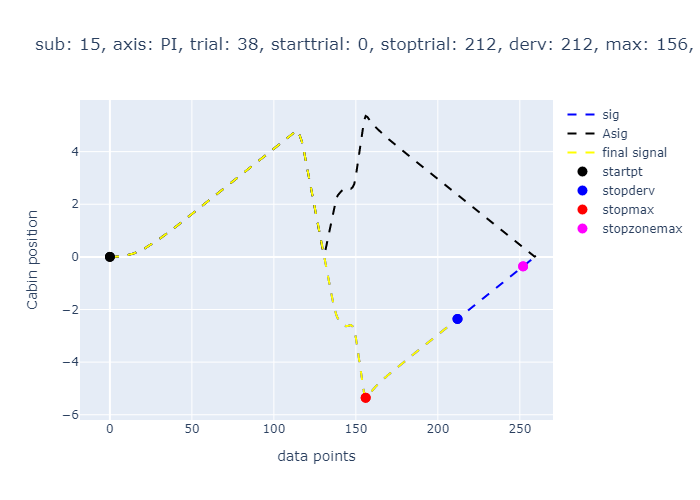 sub: 15, axis: PI, trial: 38, starttrial: 0, stoptrial: 212, derv: 212, max: 156,
sig
Asig
final signal
startpt
stopderv
stopmax
stopzonemax
4
2
0
−2
−4
−6
Cabin position
0 50 100 150 200 250
data points